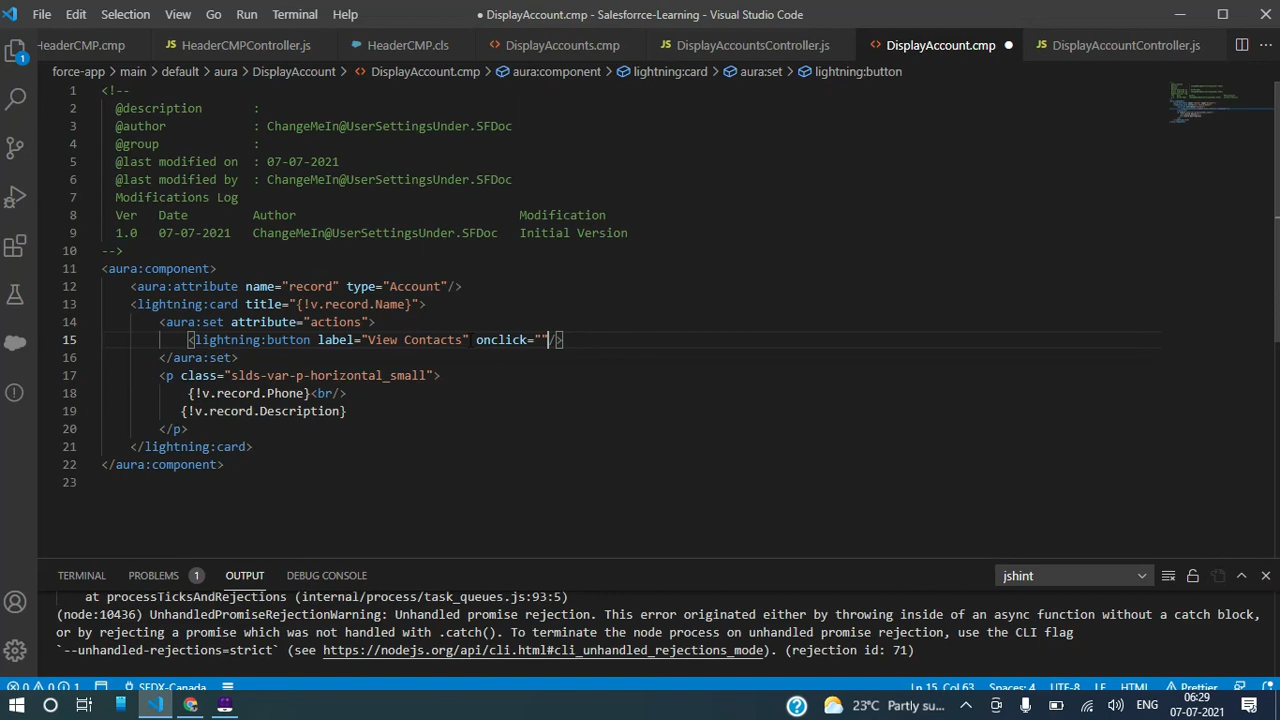 File Edit Selection View Go Run Terminal Help ● DisplayAccount.cmp - Salesforrce-Learning - Visual Studio Code
HeaderCMP.cmp HeaderCMPController.js HeaderCMP.cls DisplayAccounts.cmp DisplayAccountsController.js DisplayAccount.cmp ● DisplayAccountController.js
force-app > main > default > aura > DisplayAccount > DisplayAccount.cmp > aura:component > lightning:card > aura:set > lightning:button
1 <!--
2 @description :
3 @author : ChangeMeIn@UserSettingsUnder.SFDoc
4 @group :
5 @last modified on : 07-07-2021
6 @last modified by : ChangeMeIn@UserSettingsUnder.SFDoc
7 Modifications Log
8 Ver Date Author Modification
9 1.0 07-07-2021 ChangeMeIn@UserSettingsUnder.SFDoc Initial Version
10 -->
11 <aura:component>
12 <aura:attribute name="record" type="Account"/>
13 <lightning:card title="{!v.record.Name}">
14 <aura:set attribute="actions">
15 <lightning:button label="View Contacts" onclick=""/>
16 </aura:set>
17 <p class="slds-var-p-horizontal_small">
18 {!v.record.Phone}<br/>
19 {!v.record.Description}
20 </p>
21 </lightning:card>
22 </aura:component>
23
TERMINAL PROBLEMS 1 OUTPUT DEBUG CONSOLE jshint
at processTicksAndRejections (internal/process/task_queues.js:93:5)
(node:10436) UnhandledPromiseRejectionWarning: Unhandled promise rejection. This error originated either by throwing inside of an async function without a catch block,
or by rejecting a promise which was not handled with .catch(). To terminate the node process on unhandled promise rejection, use the CLI flag
`--unhandled-rejections=strict` (see https://nodejs.org/api/cli.html#cli_unhandled_rejections_mode). (rejection id: 71)
0 0 1 SFDX-Canada Ln 15, Col 63 Spaces: 4 UTF-8 LF HTML Prettier
23°C Partly su... ENG 06:29
07-07-2021